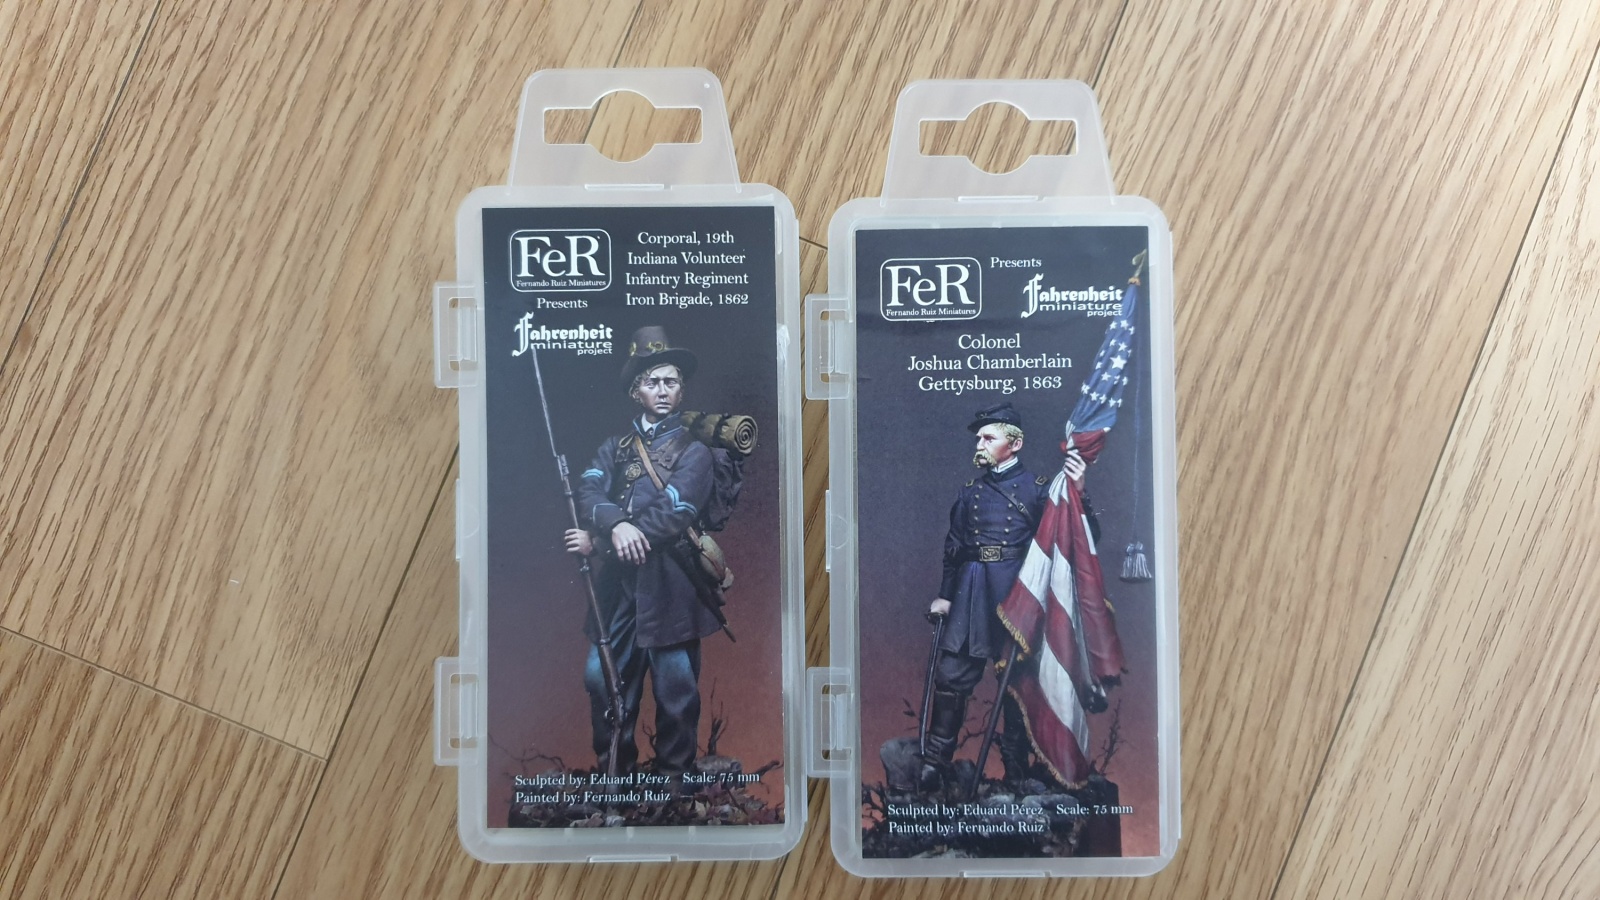 FeR
Fernando Ruiz Miniatures
Presents
Fahrenheit
miniature
project
Corporal, 19th
Indiana Volunteer
Infantry Regiment
Iron Brigade, 1862
Sculpted by: Eduard Pérez Scale: 75 mm
Painted by: Fernando Ruiz
FeR
Fernando Ruiz Miniatures
Presents
Fahrenheit
miniature
project
Colonel
Joshua Chamberlain
Gettysburg, 1863
Sculpted by: Eduard Pérez Scale: 75 mm
Painted by: Fernando Ruiz